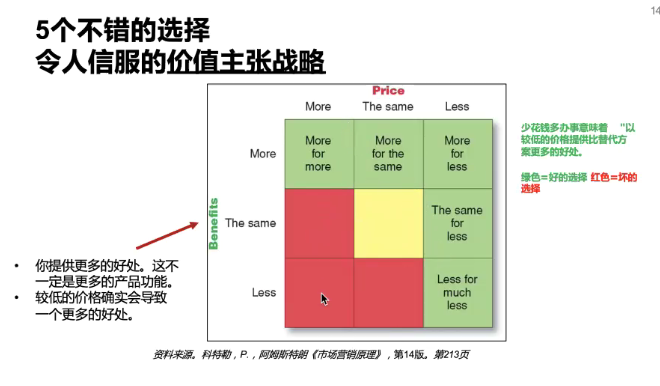 14
5个不错的选择
令人信服的价值主张战略
Price
More The same Less
More
More
for
more
More
for the
same
More
for
less
The same
The same
for
less
Less
Less for
much
less
Benefits
少花钱多办事意味着 "以
较低的价格提供比替代方
案更多的好处。
绿色=好的选择 红色=坏的
选择
• 你提供更多的好处。这不
一定是更多的产品功能。
• 较低的价格确实会导致
一个更多的好处。
资料来源。科特勒,P.,阿姆斯特朗《市场营销原理》,第14版。第213页